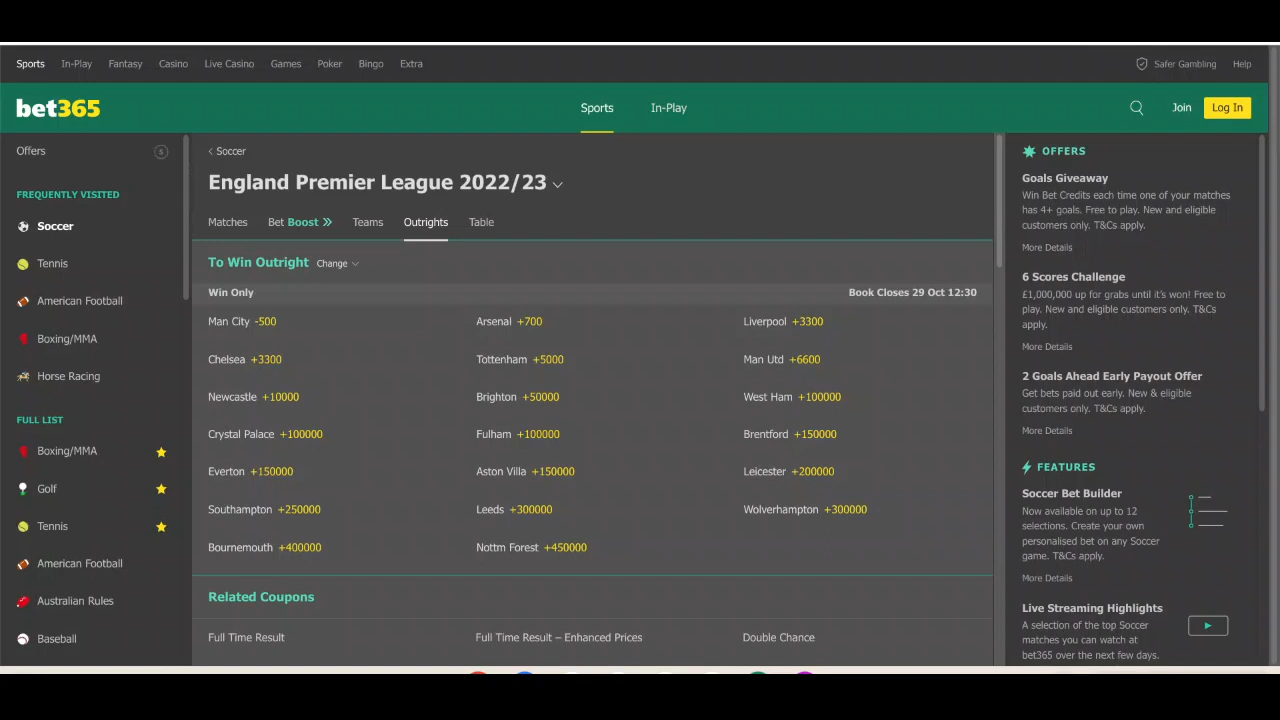 Sports In-Play Fantasy Casino Live Casino Games Poker Bingo Extra Safer Gambling Help
bet365 Sports In-Play Join Log In
Offers
FREQUENTLY VISITED
Soccer
Tennis
American Football
Boxing/MMA
Horse Racing
FULL LIST
Boxing/MMA
Golf
Tennis
American Football
Australian Rules
Baseball
< Soccer
England Premier League 2022/23
Matches Bet Boost Teams Outrights Table
To Win Outright Change
Win Only Book Closes 29 Oct 12:30
Man City -500 Arsenal +700 Liverpool +3300
Chelsea +3300 Tottenham +5000 Man Utd +6600
Newcastle +10000 Brighton +50000 West Ham +100000
Crystal Palace +100000 Fulham +100000 Brentford +150000
Everton +150000 Aston Villa +150000 Leicester +200000
Southampton +250000 Leeds +300000 Wolverhampton +300000
Bournemouth +400000 Nottm Forest +450000
Related Coupons
Full Time Result Full Time Result – Enhanced Prices Double Chance
OFFERS
Goals Giveaway
Win Bet Credits each time one of your matches
has 4+ goals. Free to play. New and eligible
customers only. T&Cs apply.
More Details
6 Scores Challenge
£1,000,000 up for grabs until it's won! Free to
play. New and eligible customers only. T&Cs
apply.
More Details
2 Goals Ahead Early Payout Offer
Get bets paid out early. New & eligible
customers only. T&Cs apply.
More Details
FEATURES
Soccer Bet Builder
Now available on up to 12
selections. Create your own
personalised bet on any Soccer
game. T&Cs apply.
More Details
Live Streaming Highlights
A selection of the top Soccer
matches you can watch at
bet365 over the next few days.